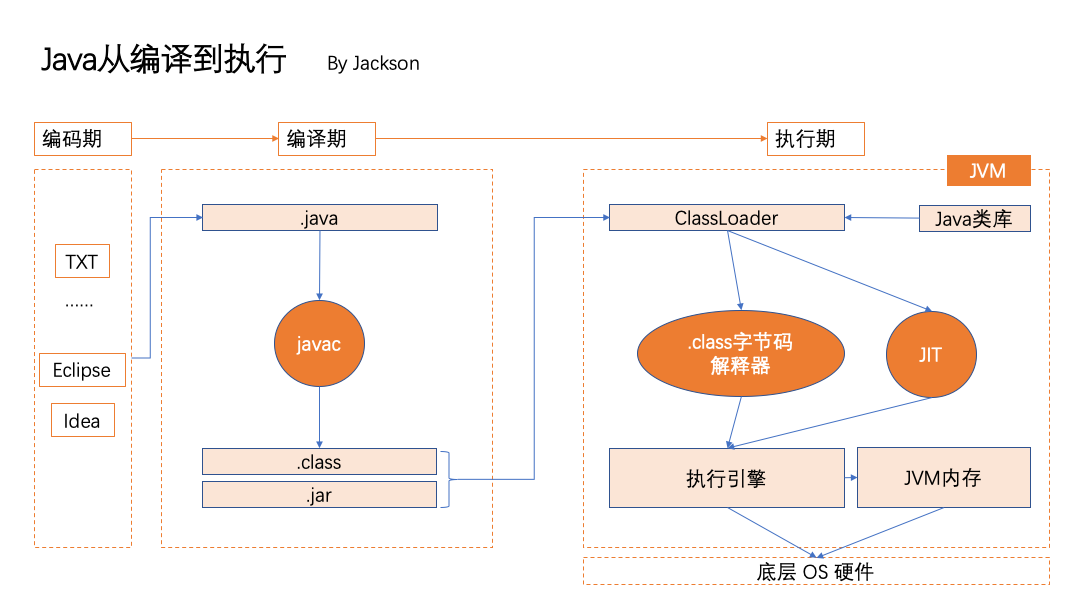 Java从编译到执行 By Jackson
编码期
编译期
执行期
JVM
TXT
......
Eclipse
Idea
.java
javac
.class
.jar
ClassLoader
Java类库
.class字节码
解释器
JIT
执行引擎
JVM内存
底层 OS 硬件